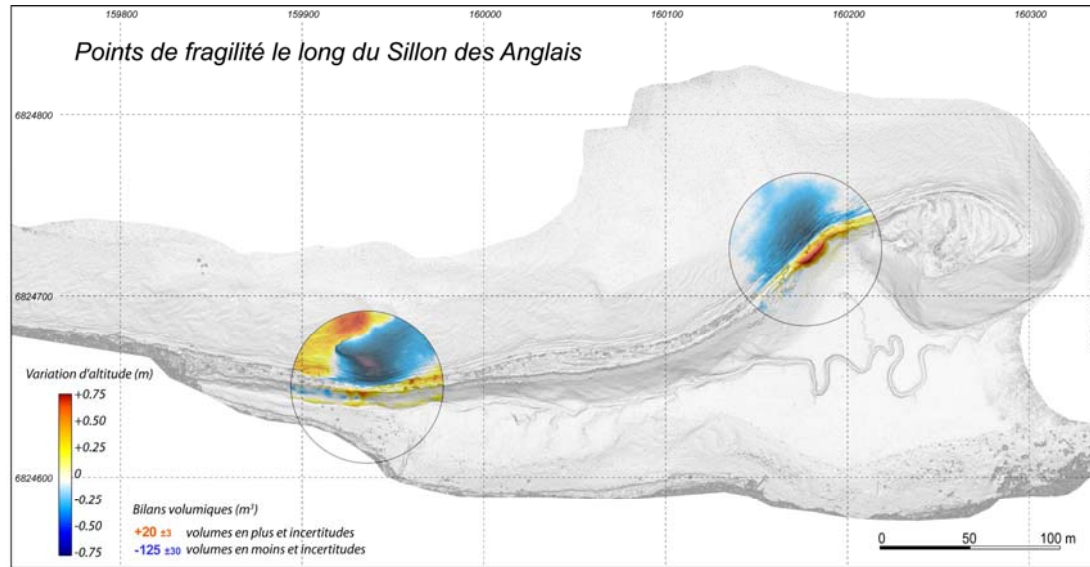 159800 159900 160000 160100 160200 160300
Points de fragilité le long du Sillon des Anglais
6824800
6824700
6824600
Variation d'altitude (m)
+0.75
+0.50
+0.25
0
-0.25
-0.50
-0.75
Bilans volumiques (m³)
+20 ±3 volumes en plus et incertitudes
-125 ±30 volumes en moins et incertitudes
0 50 100 m